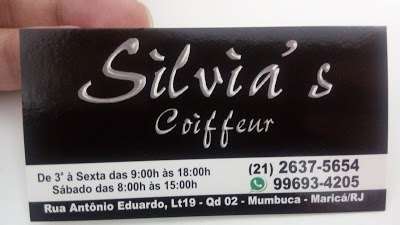 Silvia's
Coiffeur
De 3ª à Sexta das 9:00h às 18:00h
Sábado das 8:00h às 15:00h
(21) 2637-5654
99693-4205
Rua Antônio Eduardo, Lt19 - Qd 02 - Mumbuca - Maricá/RJ